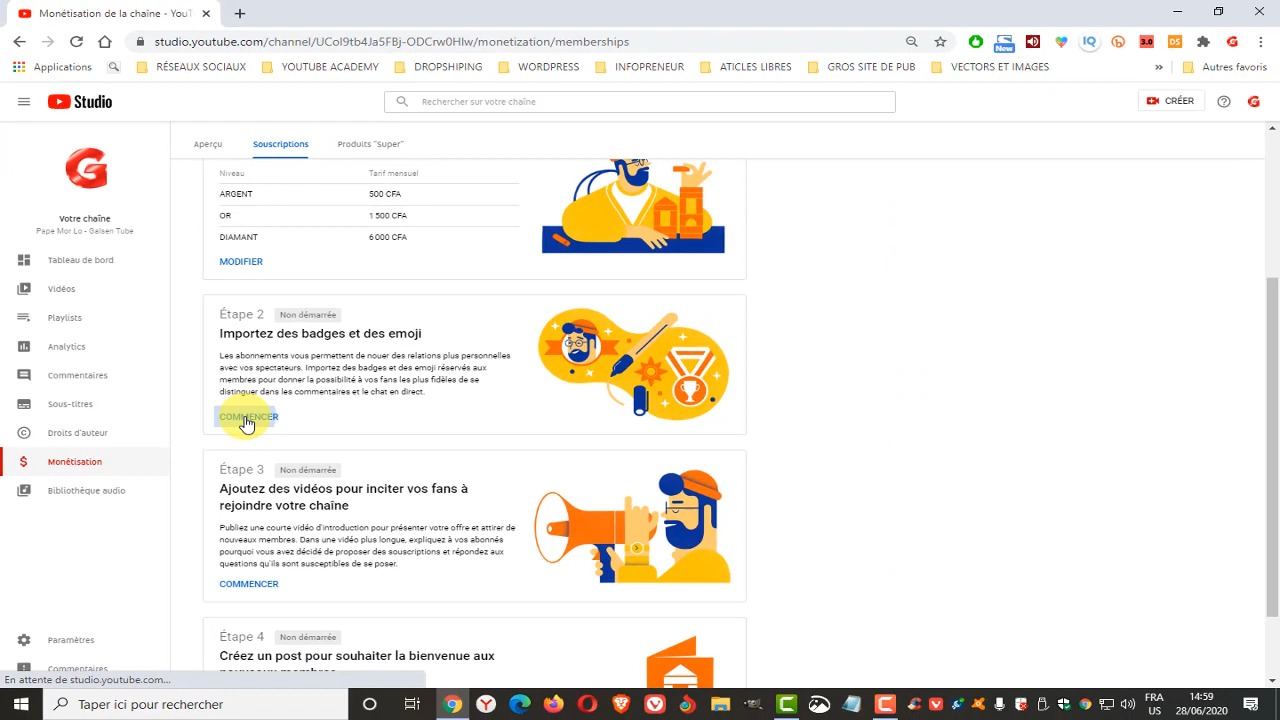 Monétisation de la chaîne - YouT
studio.youtube.com/channel/UCol9tb4Ja5FBj-OCrw0HIw/monetization/memberships
New
IQ
3.0
DS
Applications
RÉSEAUX SOCIAUX
YOUTUBE ACADEMY
DROPSHIPING
WORDPRESS
INFOPRENEUR
ATICLES LIBRES
GROS SITE DE PUB
VECTORS ET IMAGES
Autres favoris
Studio
Rechercher sur votre chaîne
CRÉER
Aperçu
Souscriptions
Produits "Super"
Votre chaîne
Pape Mor Lo - Galsen Tube
Tableau de bord
Vidéos
Playlists
Analytics
Commentaires
Sous-titres
Droits d'auteur
Monétisation
Bibliothèque audio
Paramètres
Commentaires
Niveau Tarif mensuel
ARGENT 500 CFA
OR 1 500 CFA
DIAMANT 6 000 CFA
MODIFIER
Étape 2 Non démarrée
Importez des badges et des emoji
Les abonnements vous permettent de nouer des relations plus personnelles
avec vos spectateurs. Importez des badges et des emoji réservés aux
membres pour donner la possibilité à vos fans les plus fidèles de se
distinguer dans les commentaires et le chat en direct.
COMMENCER
Étape 3 Non démarrée
Ajoutez des vidéos pour inciter vos fans à
rejoindre votre chaîne
Publiez une courte vidéo d'introduction pour présenter votre offre et attirer de
nouveaux membres. Dans une vidéo plus longue, expliquez à vos abonnés
pourquoi vous avez décidé de proposer des souscriptions et répondez aux
questions qu'ils sont susceptibles de se poser.
COMMENCER
Étape 4 Non démarrée
Créez un post pour souhaiter la bienvenue aux
nouveaux membres
En attente de studio.youtube.com...
Taper ici pour rechercher
FRA
US
14:59
28/06/2020